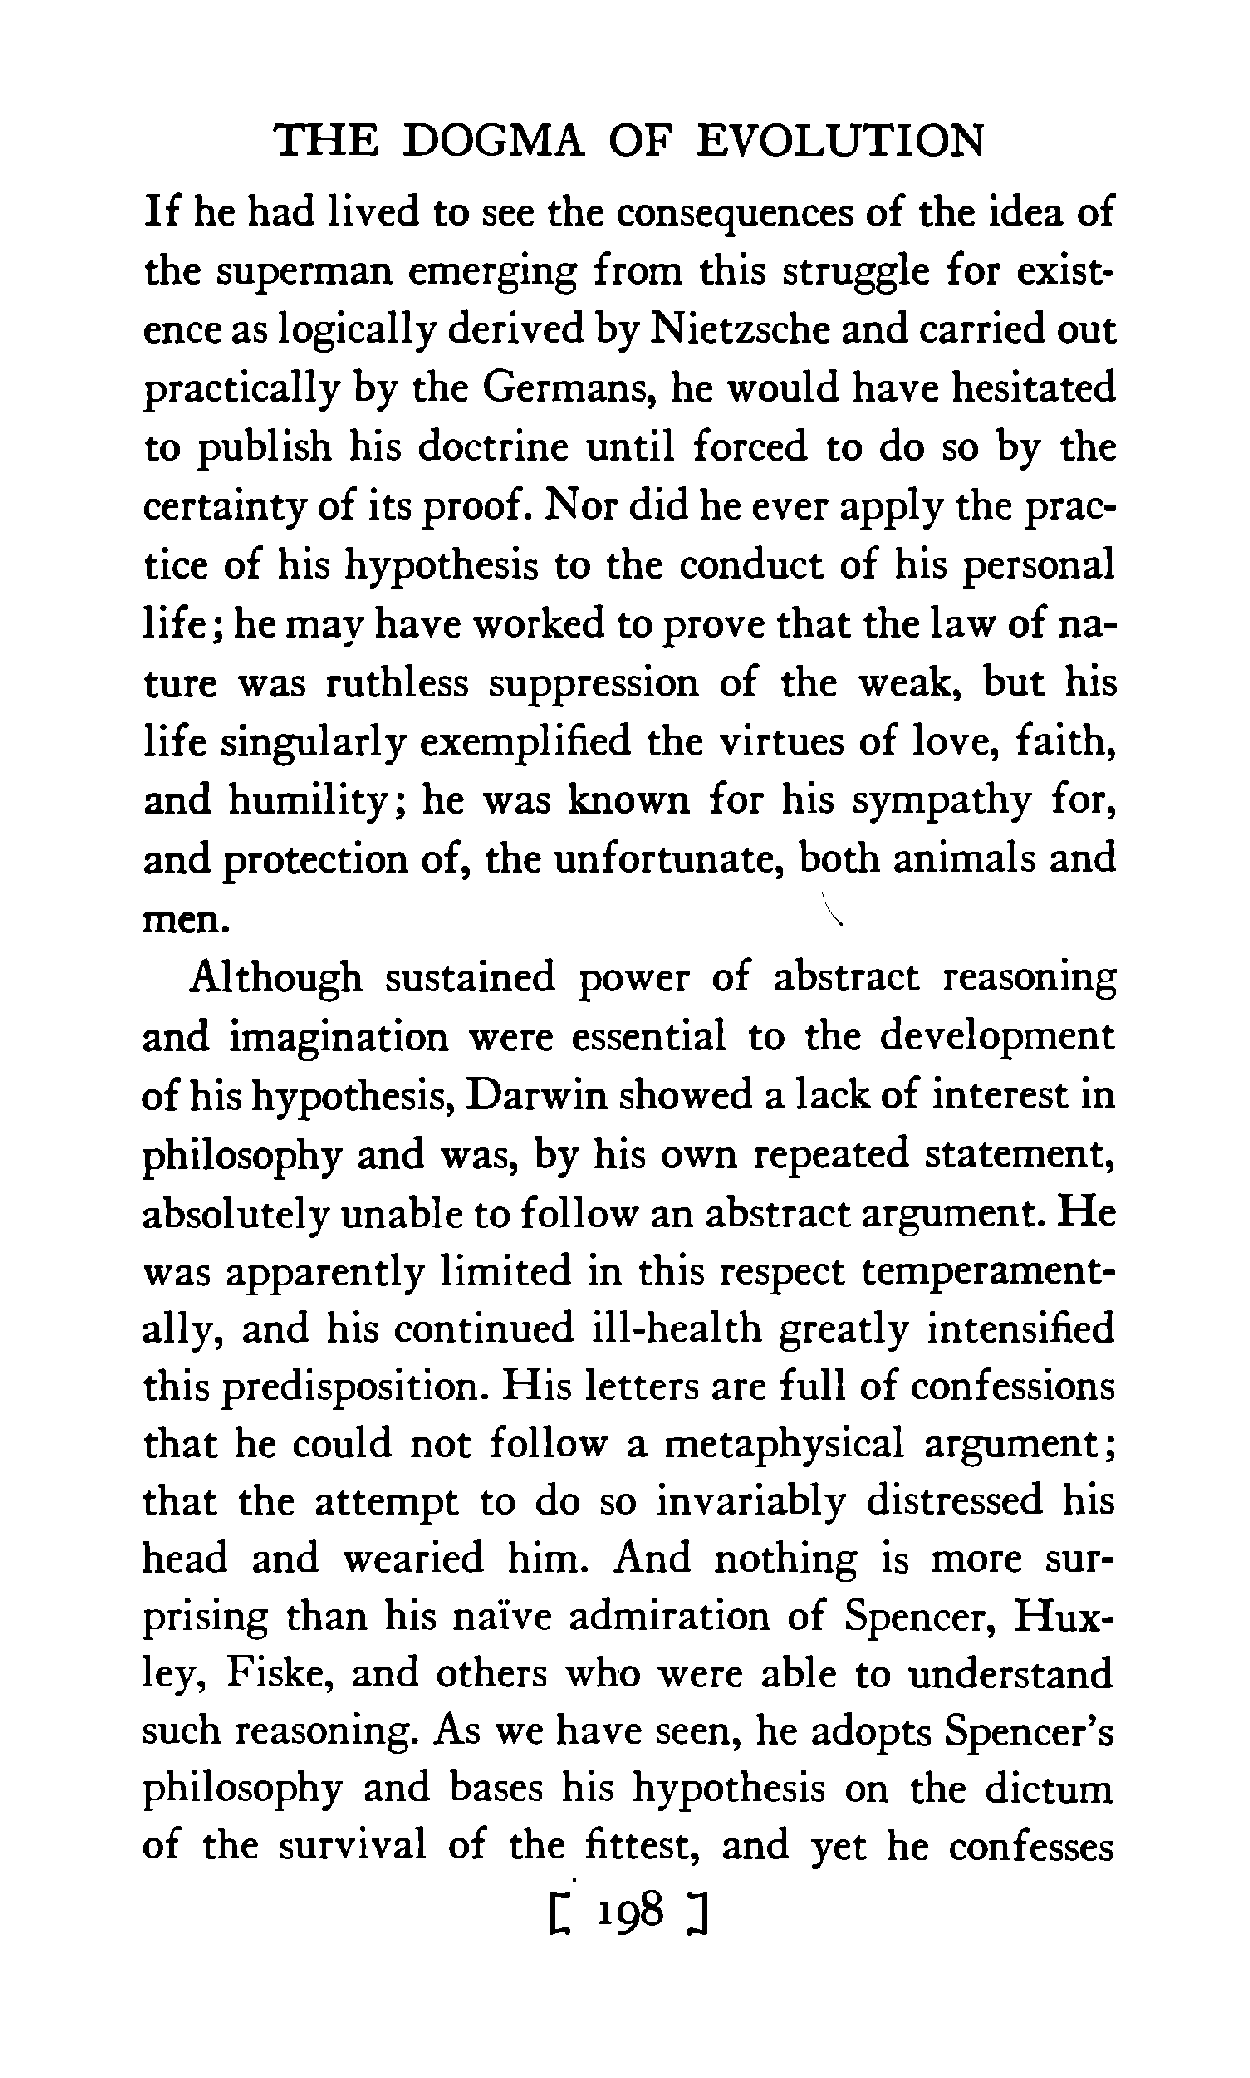 THE DOGMA OF EVOLUTION
If he had lived to see the consequences of the idea of
the superman emerging from this struggle for exist-
ence as logically derived by Nietzsche and carried out
practically by the Germans, he would have hesitated
to publish his doctrine until forced to do so by the
certainty of its proof. Nor did he ever apply the prac-
tice of his hypothesis to the conduct of his personal
life; he may have worked to prove that the law of na-
ture was ruthless suppression of the weak, but his
life singularly exemplified the virtues of love, faith,
and humility; he was known for his sympathy for,
and protection of, the unfortunate, both animals and
men.
Although sustained power of abstract reasoning
and imagination were essential to the development
of his hypothesis, Darwin showed a lack of interest in
philosophy and was, by his own repeated statement,
absolutely unable to follow an abstract argument. He
was apparently limited in this respect temperament-
ally, and his continued ill-health greatly intensified
this predisposition. His letters are full of confessions
that he could not follow a metaphysical argument;
that the attempt to do so invariably distressed his
head and wearied him. And nothing is more sur-
prising than his naïve admiration of Spencer, Hux-
ley, Fiske, and others who were able to understand
such reasoning. As we have seen, he adopts Spencer's
philosophy and bases his hypothesis on the dictum
of the survival of the fittest, and yet he confesses
[ 198 ]